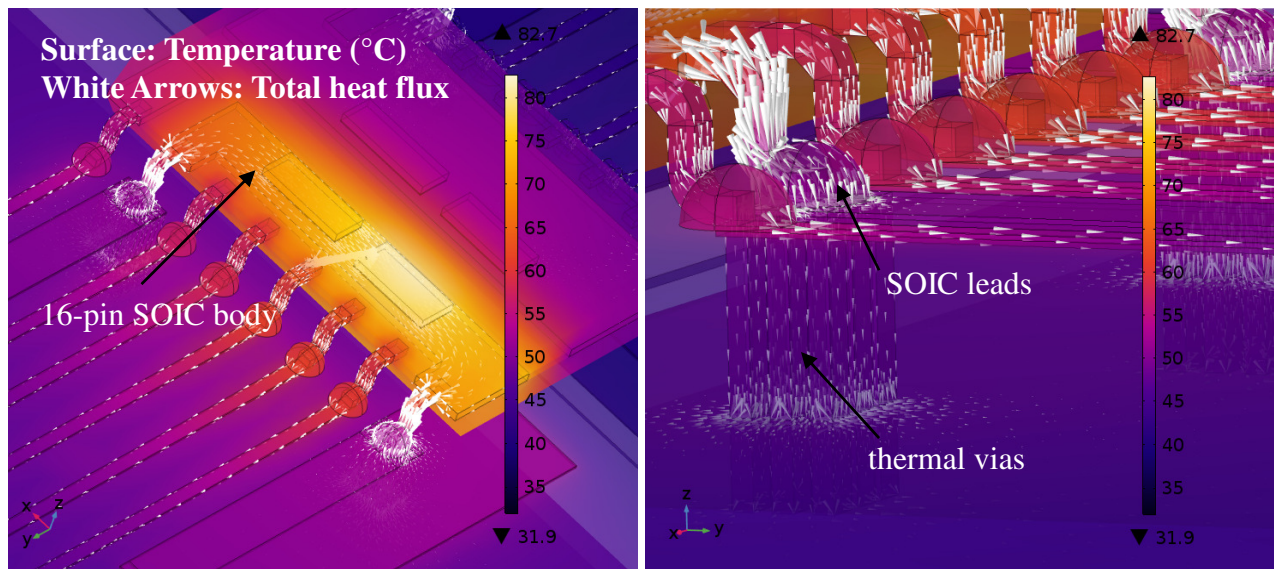 Surface: Temperature (°C)
White Arrows: Total heat flux
▲ 82.7
80
75
70
65
60
55
50
45
40
35
▼ 31.9
16-pin SOIC body
x
z
y
▲ 82.7
80
75
70
65
60
55
50
45
40
35
▼ 31.9
SOIC leads
thermal vias
z
x
y